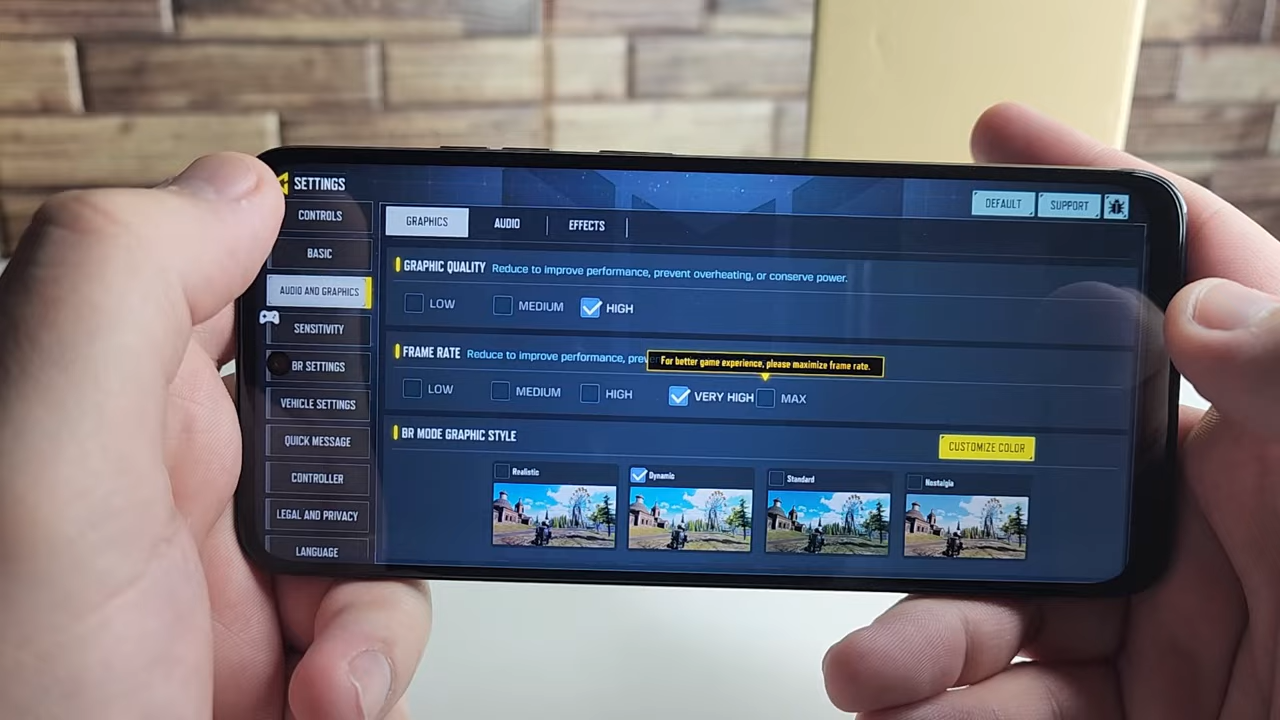 SETTINGS
DEFAULT
SUPPORT
CONTROLS
BASIC
AUDIO AND GRAPHICS
SENSITIVITY
BR SETTINGS
VEHICLE SETTINGS
QUICK MESSAGE
CONTROLLER
LEGAL AND PRIVACY
LANGUAGE
GRAPHICS
AUDIO
EFFECTS
GRAPHIC QUALITY Reduce to improve performance, prevent overheating, or conserve power.
LOW MEDIUM HIGH
FRAME RATE Reduce to improve performance, preve
For better game experience, please maximize frame rate.
LOW MEDIUM HIGH VERY HIGH MAX
BR MODE GRAPHIC STYLE
CUSTOMIZE COLOR
Realistic Dynamic Standard Nostalgia